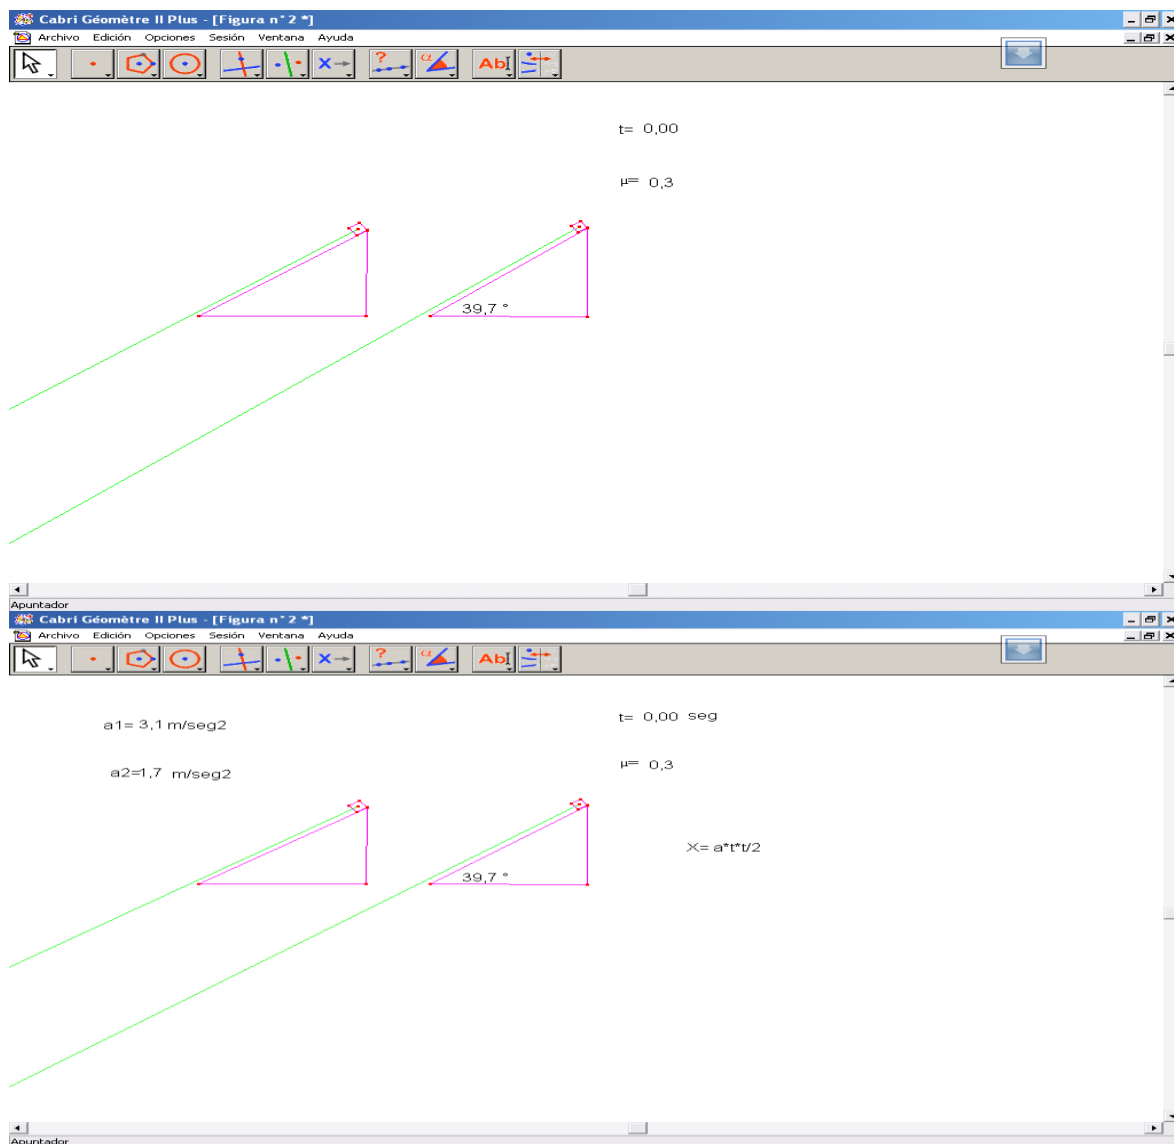 Cabri Géomètre II Plus - [Figura n°2 *]
Archivo Edición Opciones Sesión Ventana Ayuda
? α Ab
t= 0,00
μ= 0,3
39,7 °
Apuntador
Cabri Géomètre II Plus - [Figura n°2 *]
Archivo Edición Opciones Sesión Ventana Ayuda
? α Ab
a1= 3,1 m/seg2
t= 0,00 seg
a2=1,7 m/seg2
μ= 0,3
X= a*t*t/2
39,7 °
Apuntador